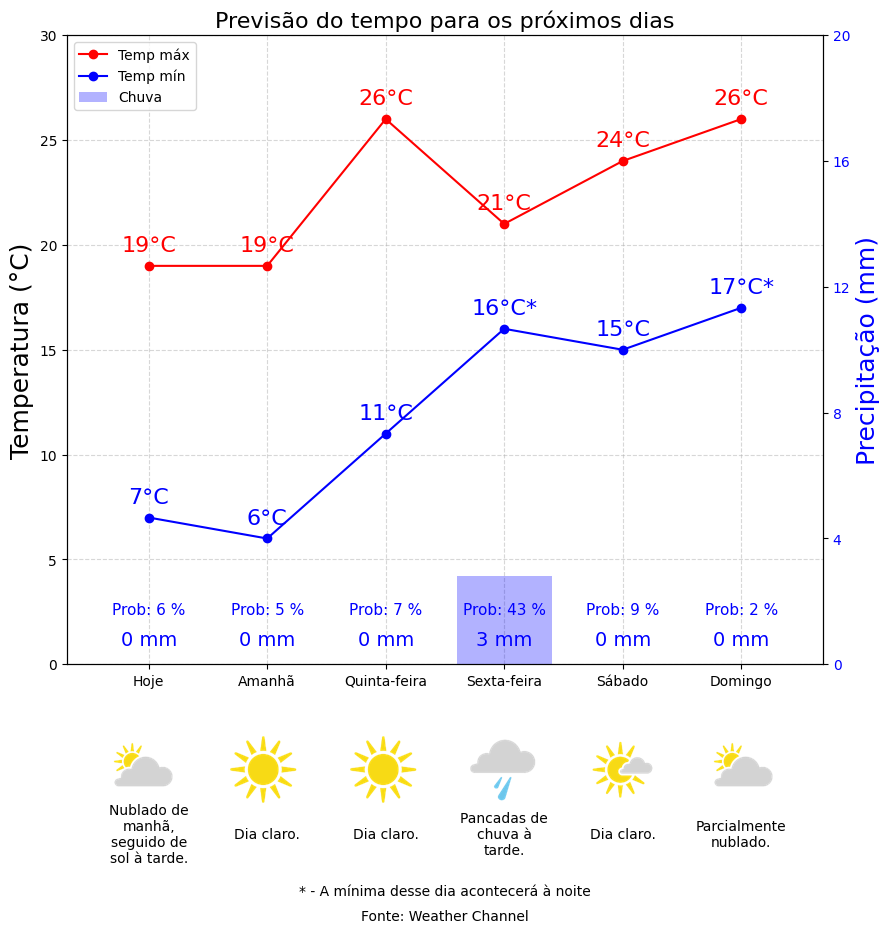 Previsão do tempo para os próximos dias
Temp máx
Temp mín
Chuva
Temperatura (°C)
30
25
20
15
10
5
0
Precipitação (mm)
20
16
12
8
4
0
19°C
19°C
26°C
21°C
24°C
26°C
7°C
6°C
11°C
16°C*
15°C
17°C*
Prob: 6 %
Prob: 5 %
Prob: 7 %
Prob: 43 %
Prob: 9 %
Prob: 2 %
0 mm
0 mm
0 mm
3 mm
0 mm
0 mm
Hoje
Amanhã
Quinta-feira
Sexta-feira
Sábado
Domingo
Nublado de
manhã,
seguido de
sol à tarde.
Dia claro.
Dia claro.
Pancadas de
chuva à
tarde.
Dia claro.
Parcialmente
nublado.
* - A mínima desse dia acontecerá à noite
Fonte: Weather Channel